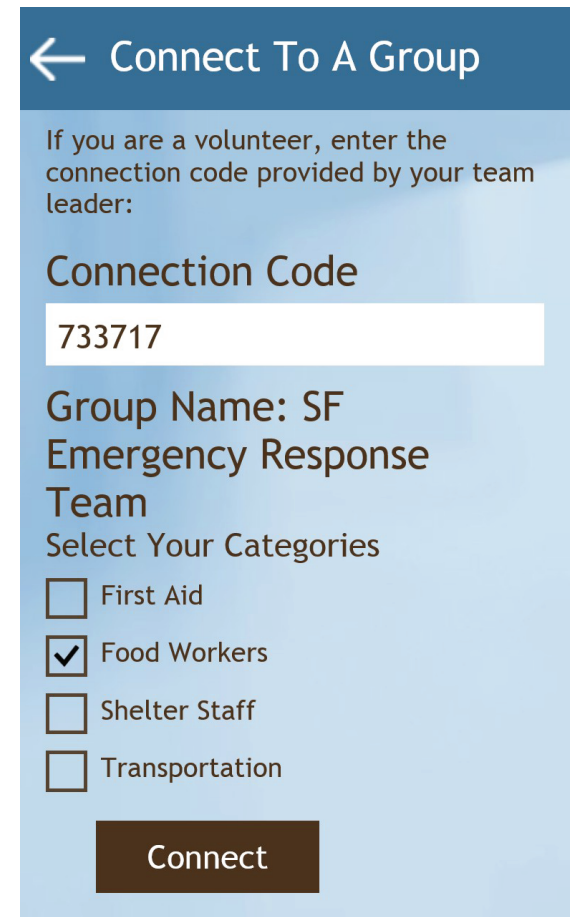 Connect To A Group
If you are a volunteer, enter the
connection code provided by your team
leader:
Connection Code
733717
Group Name: SF
Emergency Response
Team
Select Your Categories
First Aid
Food Workers
Shelter Staff
Transportation
Connect